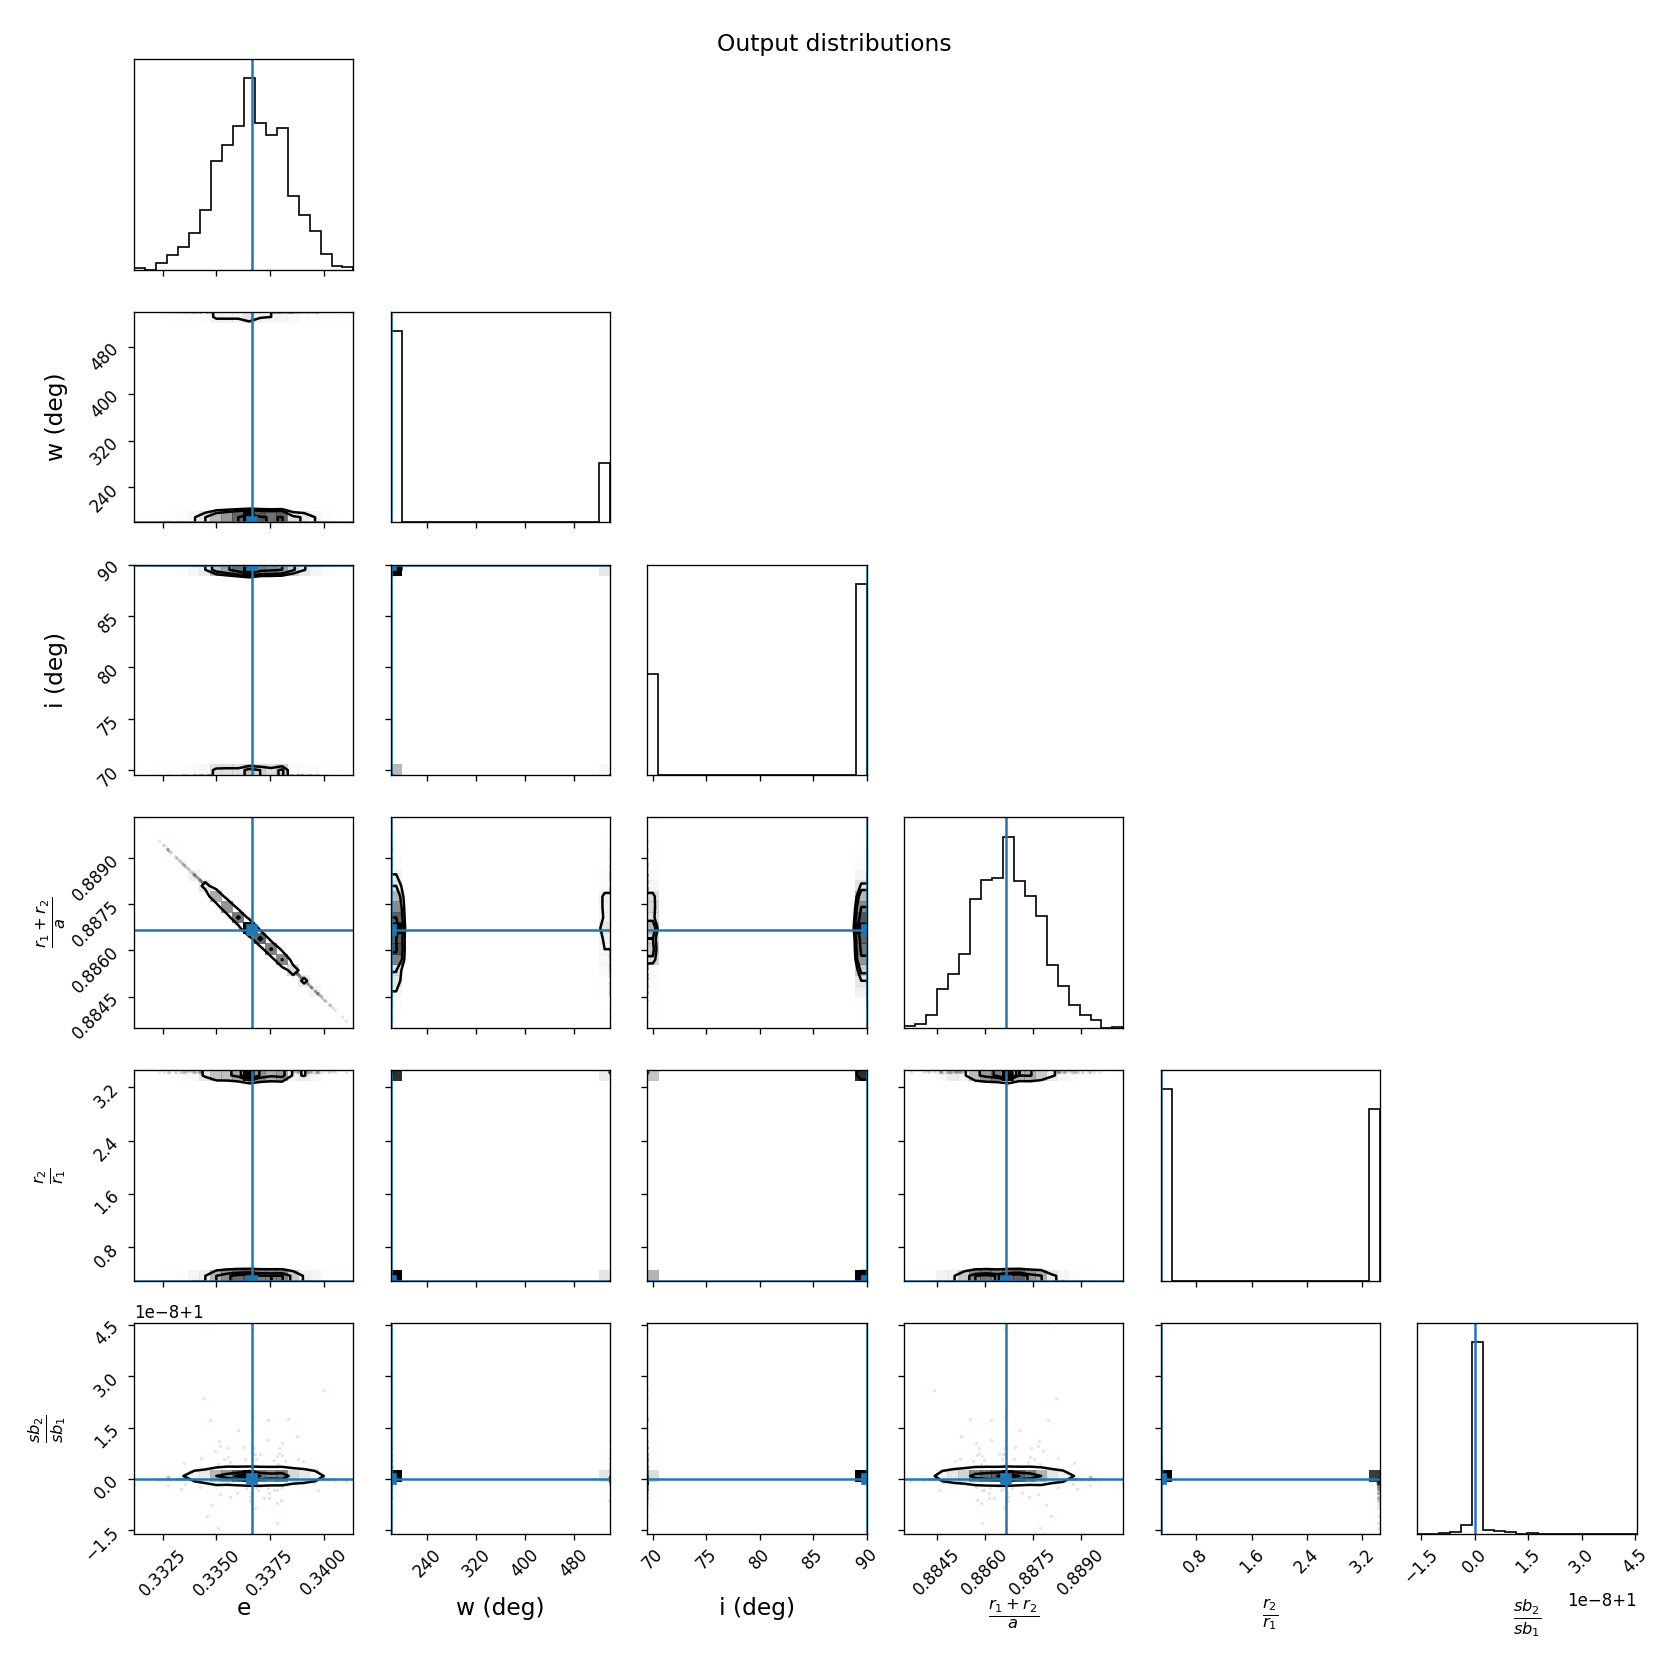 Output distributions
w (deg)
480
400
320
240
i (deg)
90
85
80
75
70
r1 + r2
a
0.8890
0.8875
0.8860
0.8845
r2
r1
3.2
2.4
1.6
0.8
1e−8+1
sb2
sb1
4.5
3.0
1.5
0.0
−1.5
0.3325 0.3350 0.3375 0.3400
e
240 320 400 480
w (deg)
70 75 80 85 90
i (deg)
0.8845 0.8860 0.8875 0.8890
r1 + r2
a
0.8 1.6 2.4 3.2
r2
r1
−1.5 0.0 1.5 3.0 4.5
1e−8+1
sb2
sb1